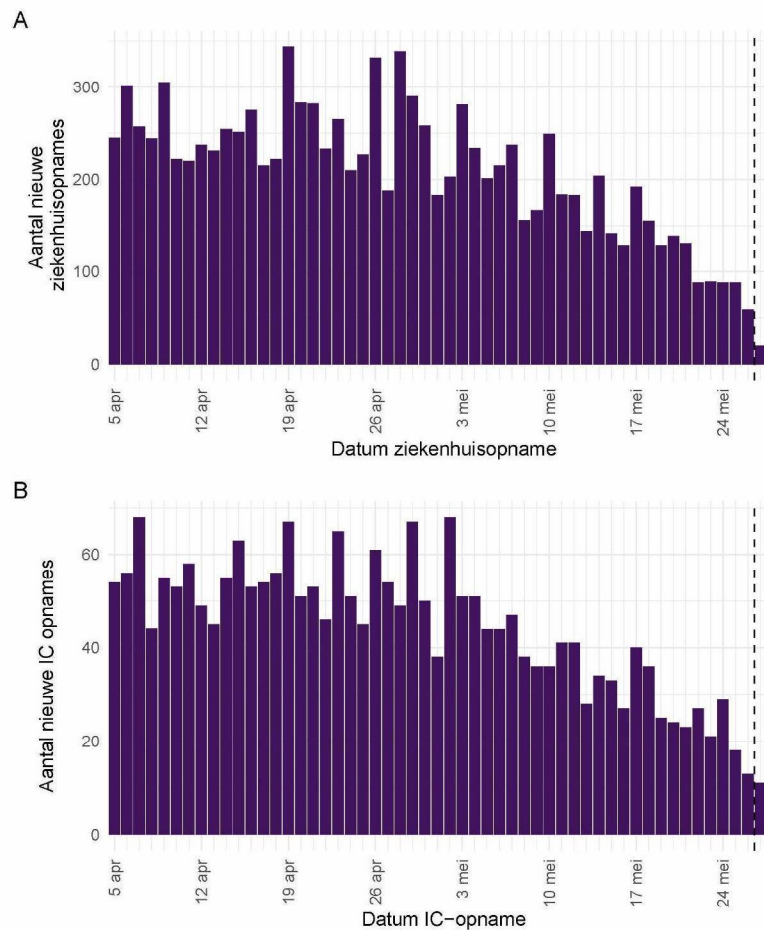 A
Aantal nieuwe
ziekenhuisopnames
300
200
100
0
5 apr
12 apr
19 apr
26 apr
3 mei
10 mei
17 mei
24 mei
Datum ziekenhuisopname
B
Aantal nieuwe IC opnames
60
40
20
0
5 apr
12 apr
19 apr
26 apr
3 mei
10 mei
17 mei
24 mei
Datum IC−opname